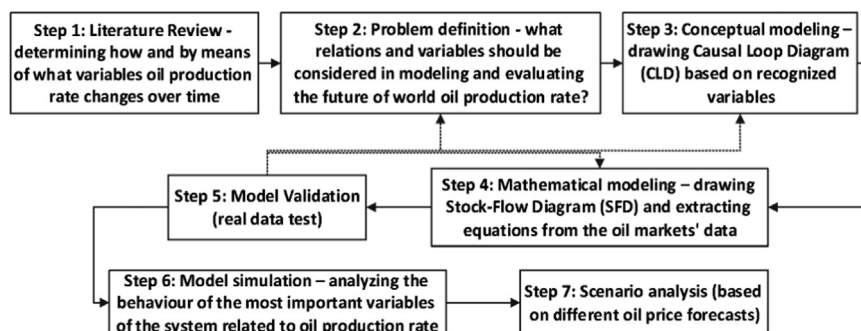 Step 1: Literature Review -
determining how and by means
of what variables oil production
rate changes over time
Step 2: Problem definition - what
relations and variables should be
considered in modeling and evaluating
the future of world oil production rate?
Step 3: Conceptual modeling –
drawing Causal Loop Diagram
(CLD) based on recognized
variables
Step 4: Mathematical modeling – drawing
Stock-Flow Diagram (SFD) and extracting
equations from the oil markets' data
Step 5: Model Validation
(real data test)
Step 6: Model simulation – analyzing the
behaviour of the most important variables
of the system related to oil production rate
Step 7: Scenario analysis (based
on different oil price forecasts)